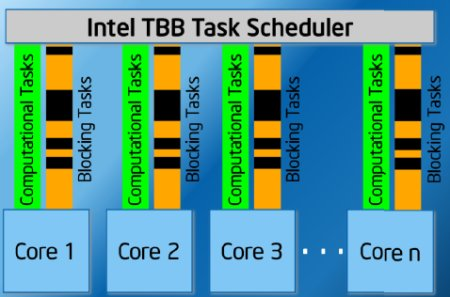 Intel TBB Task Scheduler
Computational Tasks
Blocking Tasks
Computational Tasks
Blocking Tasks
Computational Tasks
Blocking Tasks
Computational Tasks
Blocking Tasks
Core 1
Core 2
Core 3
. . .
Core n